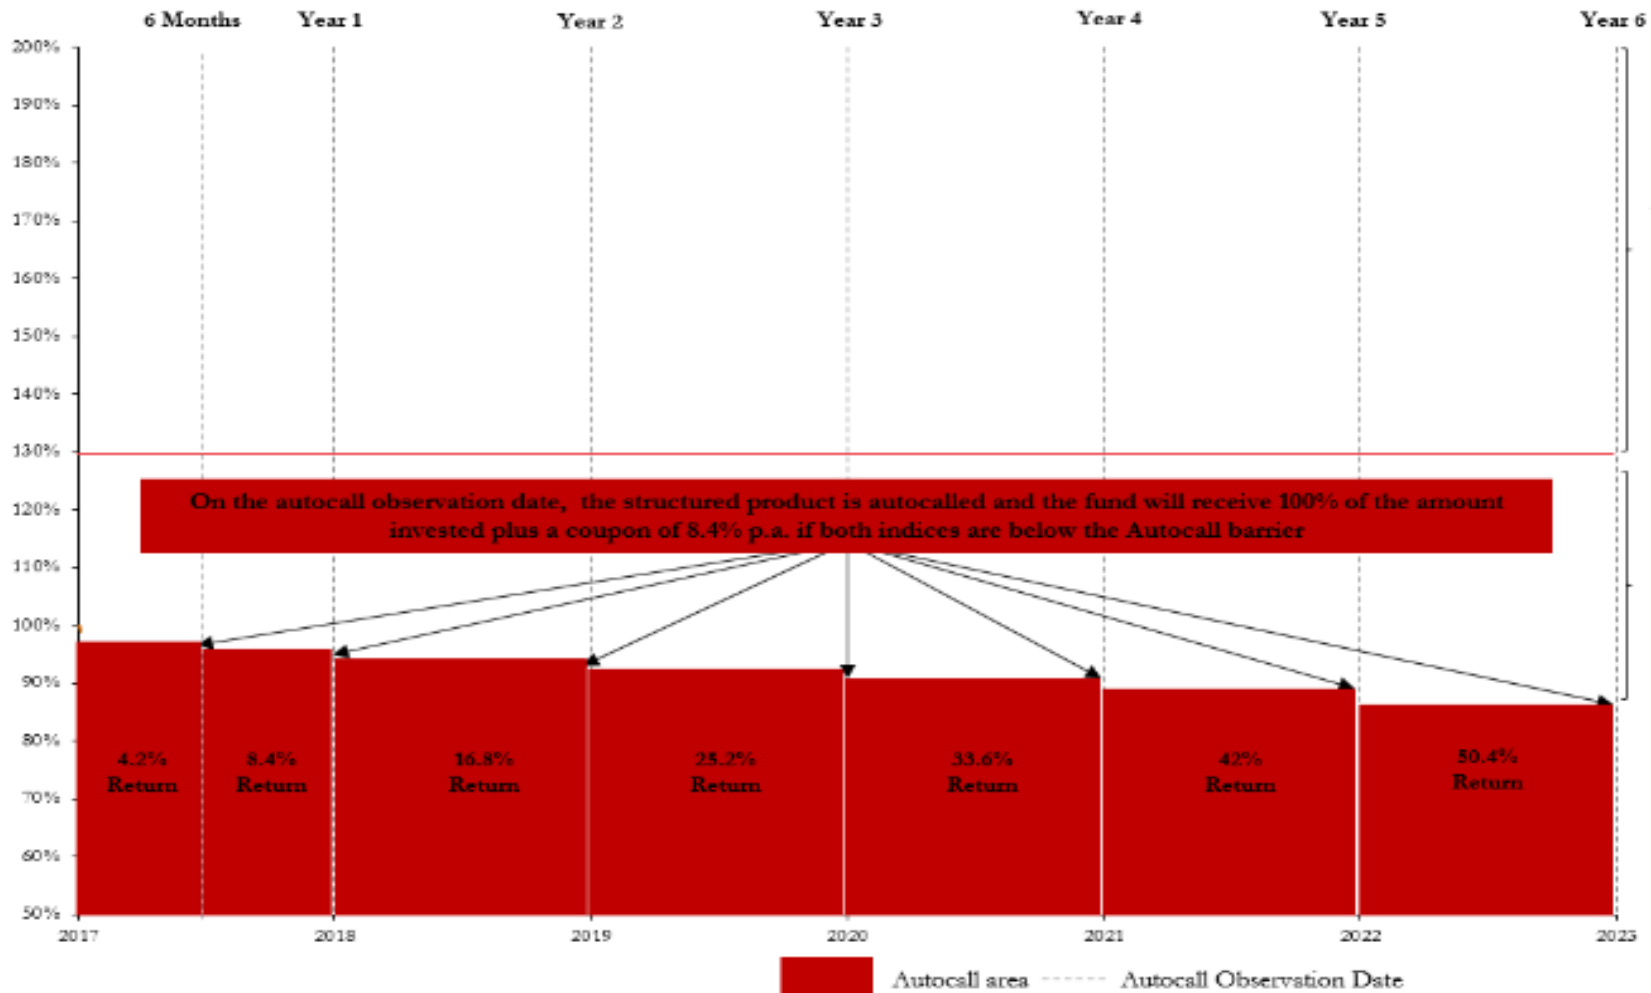 6 Months Year 1 Year 2 Year 3 Year 4 Year 5 Year 6
200%
190%
180%
170%
160%
150%
140%
130%
120%
110%
100%
90%
80%
70%
60%
50%
On the autocall observation date, the structured product is autocalled and the fund will receive 100% of the amount
invested plus a coupon of 8.4% p.a. if both indices are below the Autocall barrier
4.2% 8.4% 16.8% 25.2% 33.6% 42% 50.4%
Return Return Return Return Return Return Return
2017 2018 2019 2020 2021 2022 2023
Autocall area Autocall Observation Date